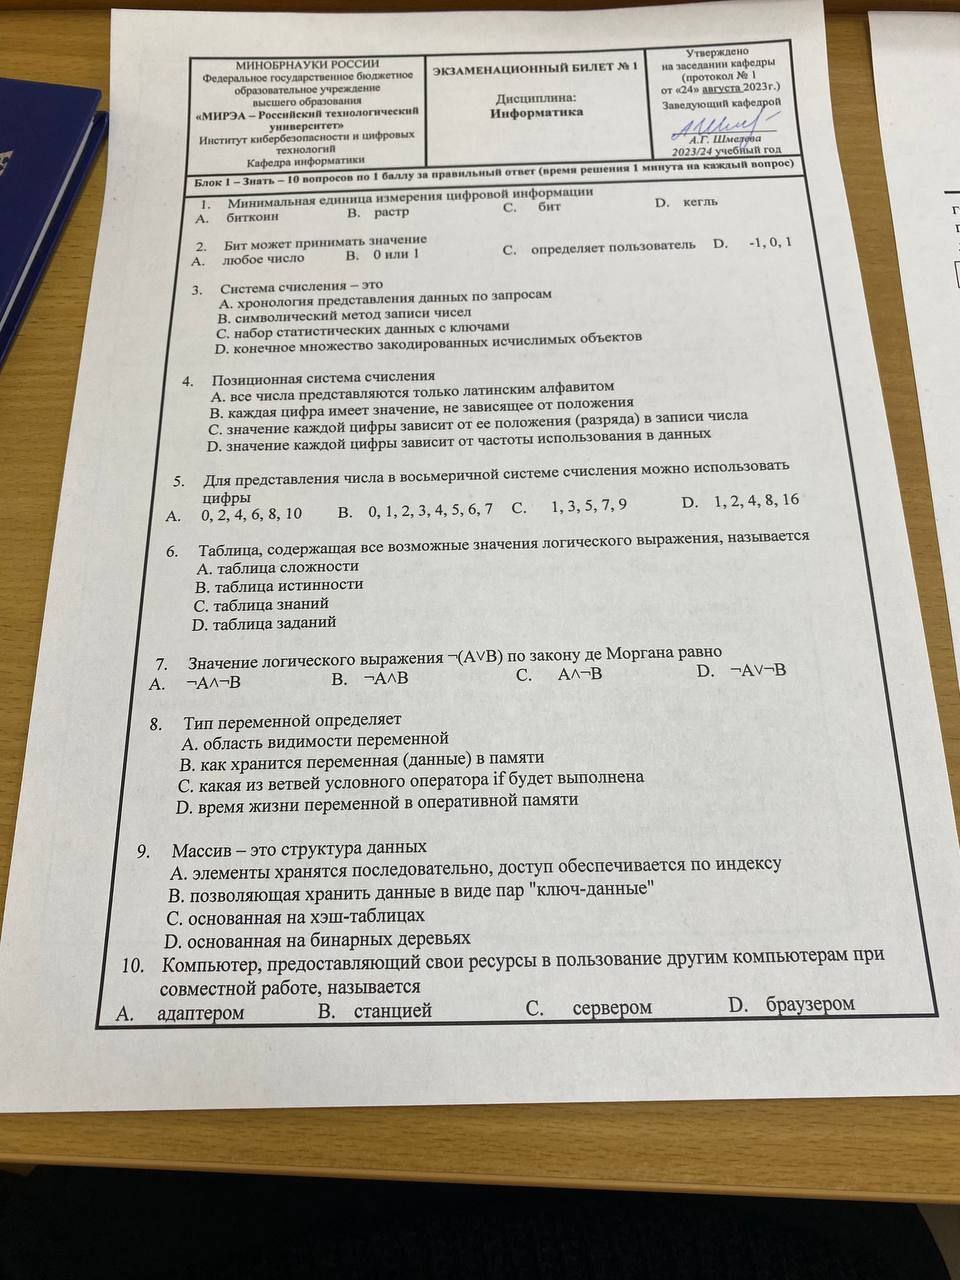 МИНОБРНАУКИ РОССИИ
Федеральное государственное бюджетное
образовательное учреждение
высшего образования
«МИРЭА – Российский технологический
университет»
Институт кибербезопасности и цифровых
технологий
Кафедра информатики
ЭКЗАМЕНАЦИОННЫЙ БИЛЕТ № 1
Дисциплина:
Информатика
Утверждено
на заседании кафедры
(протокол № 1
от «24» августа 2023г.)
Заведующий кафедрой
А.Г. Шмелева
2023/24 учебный год
Блок 1 – Знать – 10 вопросов по 1 баллу за правильный ответ (время решения 1 минута на каждый вопрос)
1. Минимальная единица измерения цифровой информации
A. биткоин B. растр C. бит D. кегль
2. Бит может принимать значение
A. любое число B. 0 или 1 C. определяет пользователь D. -1, 0, 1
3. Система счисления – это
A. хронология представления данных по запросам
B. символический метод записи чисел
C. набор статистических данных с ключами
D. конечное множество закодированных исчислимых объектов
4. Позиционная система счисления
A. все числа представляются только латинским алфавитом
B. каждая цифра имеет значение, не зависящее от положения
C. значение каждой цифры зависит от ее положения (разряда) в записи числа
D. значение каждой цифры зависит от частоты использования в данных
5. Для представления числа в восьмеричной системе счисления можно использовать
цифры
A. 0, 2, 4, 6, 8, 10 B. 0, 1, 2, 3, 4, 5, 6, 7 C. 1, 3, 5, 7, 9 D. 1, 2, 4, 8, 16
6. Таблица, содержащая все возможные значения логического выражения, называется
A. таблица сложности
B. таблица истинности
C. таблица знаний
D. таблица заданий
7. Значение логического выражения ¬(A∨B) по закону де Моргана равно
A. ¬A∧¬B B. ¬A∧B C. A∧¬B D. ¬A∨¬B
8. Тип переменной определяет
A. область видимости переменной
B. как хранится переменная (данные) в памяти
C. какая из ветвей условного оператора if будет выполнена
D. время жизни переменной в оперативной памяти
9. Массив – это структура данных
A. элементы хранятся последовательно, доступ обеспечивается по индексу
B. позволяющая хранить данные в виде пар "ключ-данные"
C. основанная на хэш-таблицах
D. основанная на бинарных деревьях
10. Компьютер, предоставляющий свои ресурсы в пользование другим компьютерам при
совместной работе, называется
A. адаптером B. станцией C. сервером D. браузером